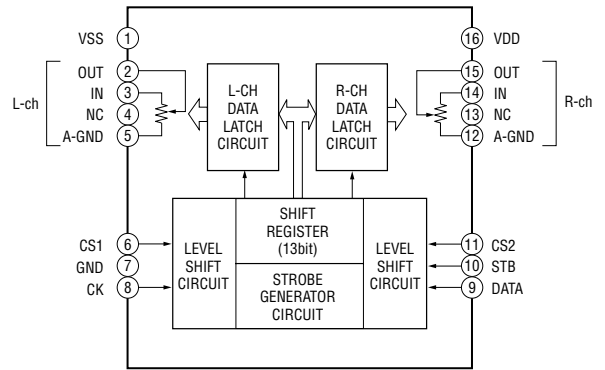 VSS 1
16 VDD
L-ch
OUT 2
IN 3
NC 4
A-GND 5
L-CH
DATA
LATCH
CIRCUIT
R-CH
DATA
LATCH
CIRCUIT
15 OUT
14 IN
13 NC
12 A-GND
R-ch
CS1 6
GND 7
CK 8
LEVEL
SHIFT
CIRCUIT
SHIFT
REGISTER
(13bit)
STROBE
GENERATOR
CIRCUIT
LEVEL
SHIFT
CIRCUIT
11 CS2
10 STB
9 DATA